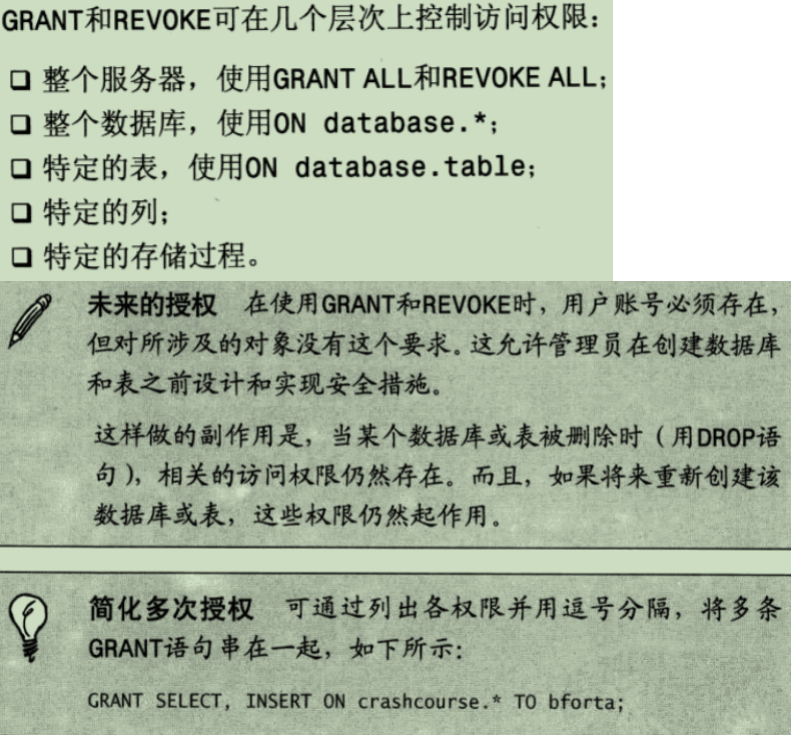 GRANT和REVOKE可在几个层次上控制访问权限：
❑ 整个服务器，使用GRANT ALL和REVOKE ALL；
❑ 整个数据库，使用ON database.*；
❑ 特定的表，使用ON database.table；
❑ 特定的列；
❑ 特定的存储过程。
未来的授权 在使用GRANT和REVOKE时，用户账号必须存在，
但对所涉及的对象没有这个要求。这允许管理员在创建数据库
和表之前设计和实现安全措施。
这样做的副作用是，当某个数据库或表被删除时（用DROP语
句），相关的访问权限仍然存在。而且，如果将来重新创建该
数据库或表，这些权限仍然起作用。
简化多次授权 可通过列出各权限并用逗号分隔，将多条
GRANT语句串在一起，如下所示：
GRANT SELECT, INSERT ON crashcourse.* TO bforta;